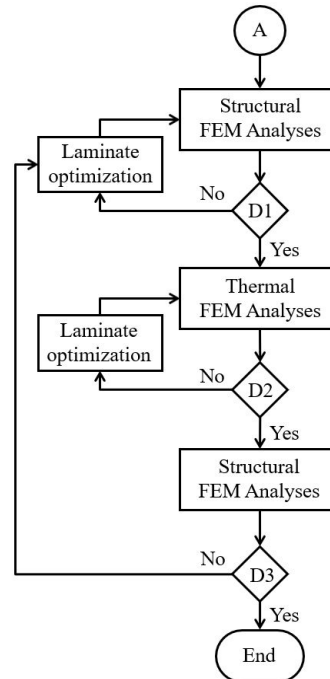 A
Structural
FEM Analyses
Laminate
optimization
No
D1
Yes
Thermal
FEM Analyses
Laminate
optimization
No
D2
Yes
Structural
FEM Analyses
No
D3
Yes
End